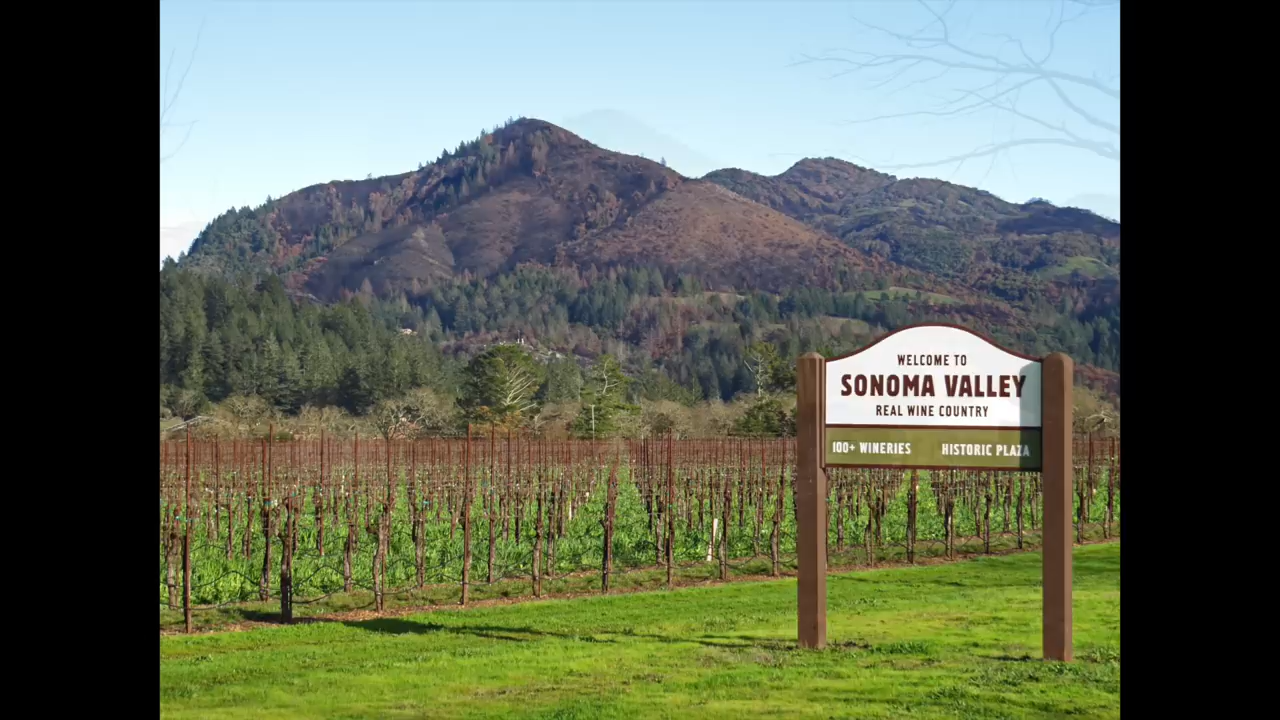 WELCOME TO
SONOMA VALLEY
REAL WINE COUNTRY
100+ WINERIES HISTORIC PLAZA